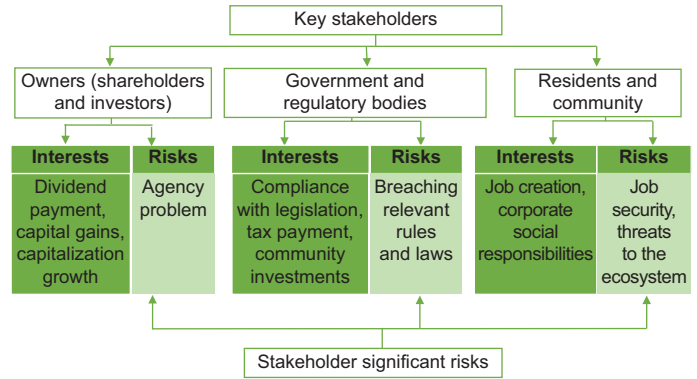 Key stakeholders
Owners (shareholders
and investors)
Government and
regulatory bodies
Residents and
community
Interests
Risks
Dividend
payment,
capital gains,
capitalization
growth
Agency
problem
Interests
Risks
Compliance
with legislation,
tax payment,
community
investments
Breaching
relevant
rules
and laws
Interests
Risks
Job creation,
corporate
social
responsibilities
Job
security,
threats
to the
ecosystem
Stakeholder significant risks